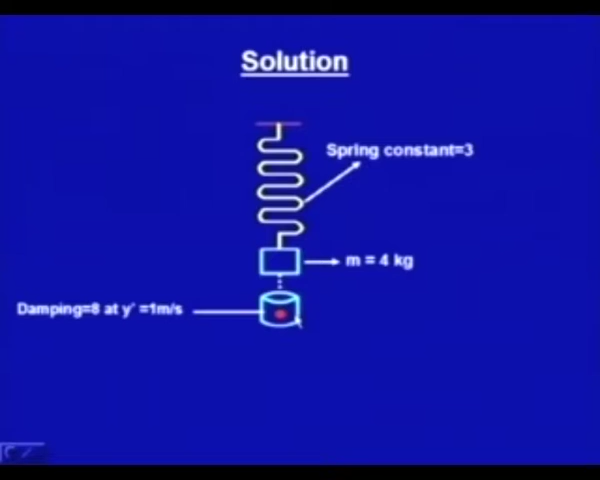 Solution
Spring constant=3
m = 4 kg
Damping=8 at y' =1m/s